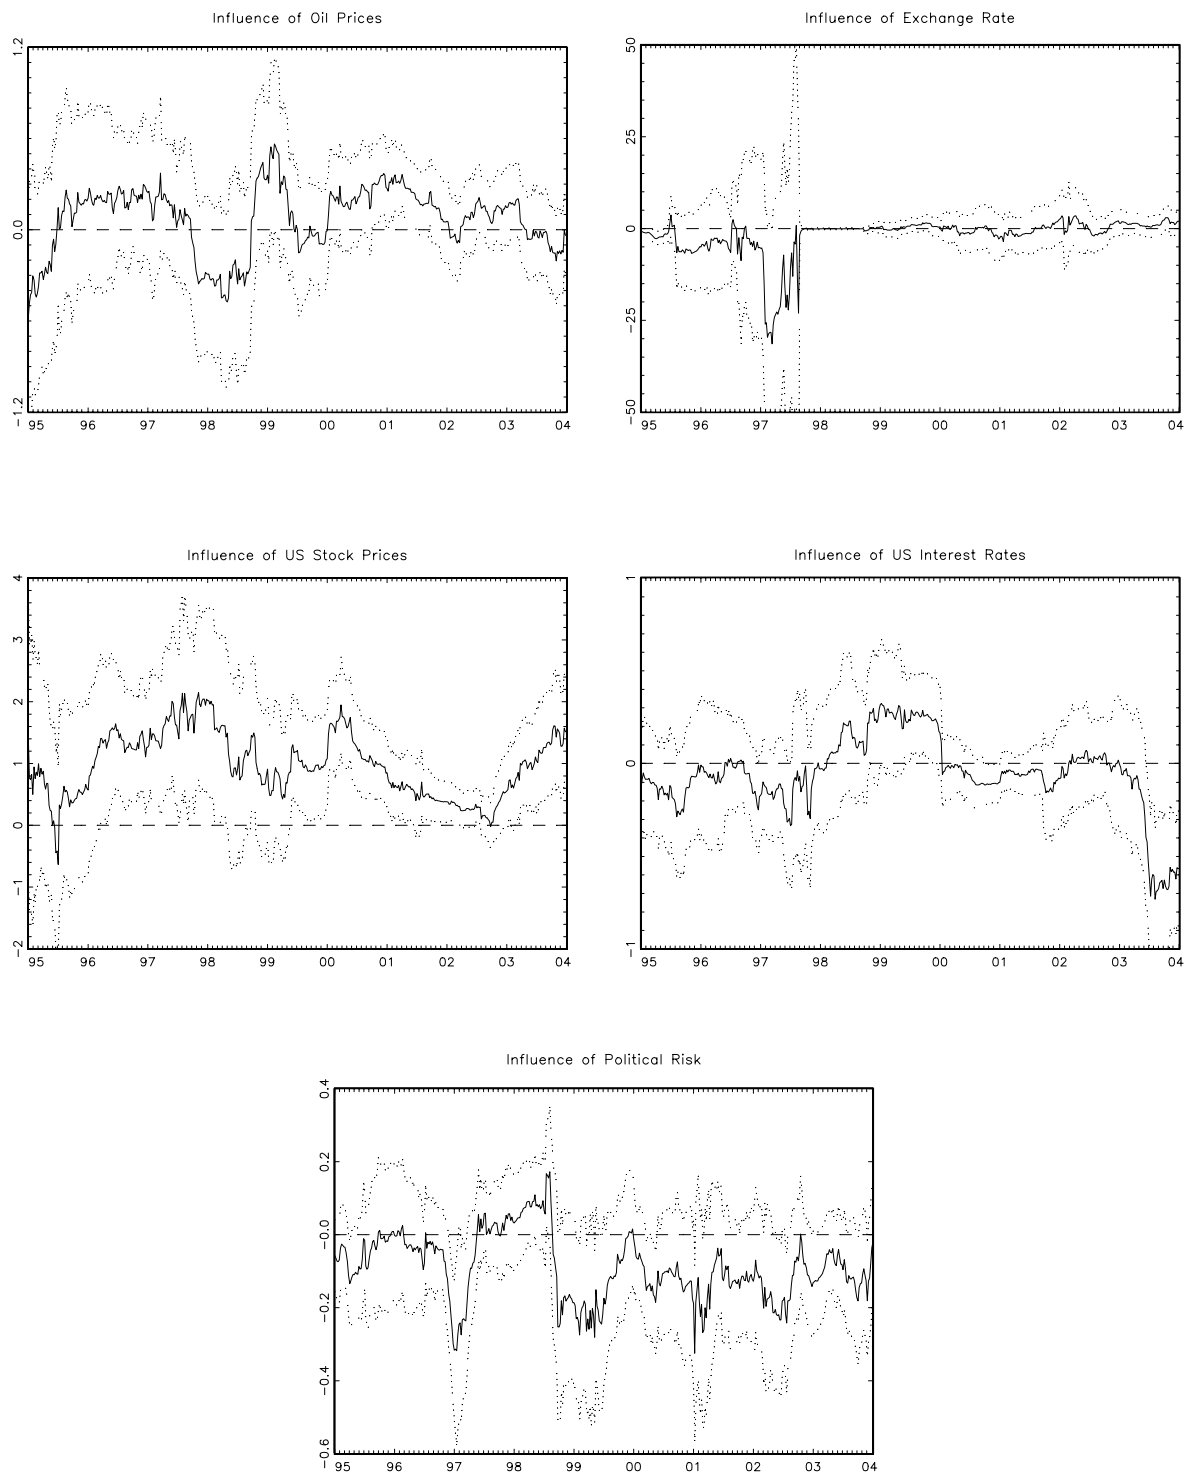 Influence of Oil Prices
1.2
0.0
−1.2
95 96 97 98 99 00 01 02 03 04
Influence of Exchange Rate
50
25
0
−25
−50
95 96 97 98 99 00 01 02 03 04
Influence of US Stock Prices
4
3
2
1
0
−1
−2
95 96 97 98 99 00 01 02 03 04
Influence of US Interest Rates
1
0
−1
95 96 97 98 99 00 01 02 03 04
Influence of Political Risk
0.4
0.2
−0.0
−0.2
−0.4
−0.6
95 96 97 98 99 00 01 02 03 04